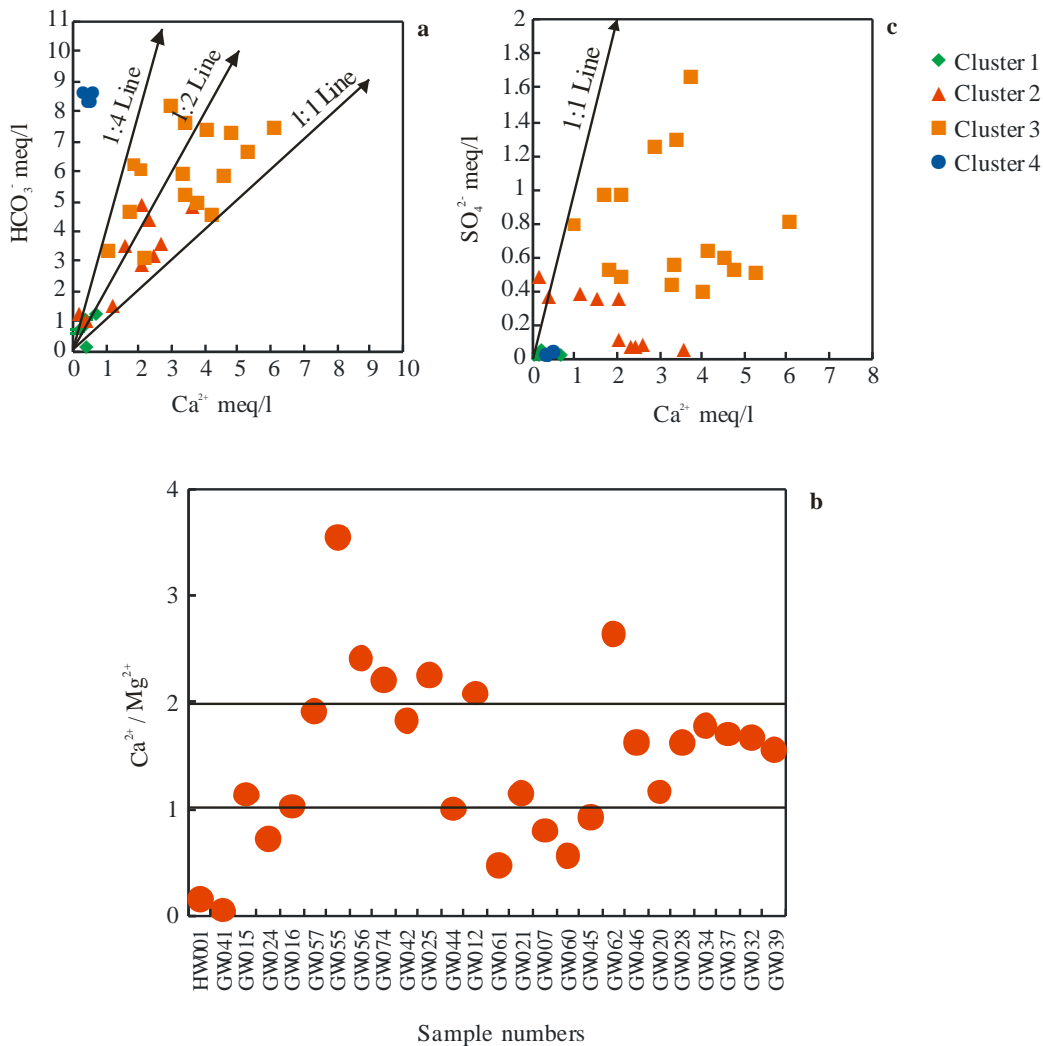 a
11
10
9
8
7
6
5
4
3
2
1
0
HCO₃⁻ meq/l
1:4 Line
1:2 Line
1:1 Line
0 1 2 3 4 5 6 7 8 9 10
Ca²⁺ meq/l
c
2
1.8
1.6
1.4
1.2
1
0.8
0.6
0.4
0.2
0
SO₄²⁻ meq/l
1:1 Line
0 1 2 3 4 5 6 7 8
Ca²⁺ meq/l
Cluster 1
Cluster 2
Cluster 3
Cluster 4
b
4
3
2
1
0
Ca²⁺ / Mg²⁺
HW001
GW041
GW015
GW024
GW016
GW057
GW055
GW056
GW074
GW042
GW025
GW044
GW012
GW061
GW021
GW007
GW060
GW045
GW062
GW046
GW020
GW028
GW034
GW037
GW032
GW039
Sample numbers